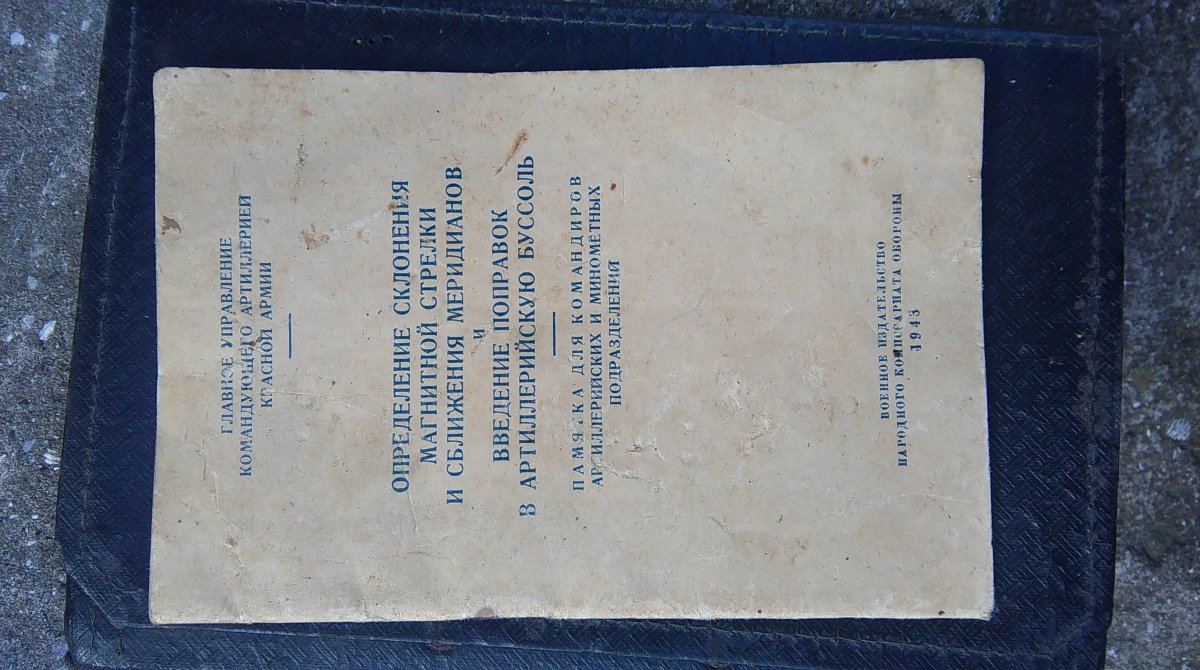 ГЛАВНОЕ УПРАВЛЕНИЕ
КОМАНДУЮЩЕГО АРТИЛЛЕРИЕЙ
КРАСНОЙ АРМИИ
ОПРЕДЕЛЕНИЕ СКЛОНЕНИЯ
МАГНИТНОЙ СТРЕЛКИ
И СБЛИЖЕНИЯ МЕРИДИАНОВ
И
ВВЕДЕНИЕ ПОПРАВОК
В АРТИЛЛЕРИЙСКУЮ БУССОЛЬ
ПАМЯТКА ДЛЯ КОМАНДИРОВ
АРТИЛЛЕРИЙСКИХ И МИНОМЕТНЫХ
ПОДРАЗДЕЛЕНИЙ
ВОЕННОЕ ИЗДАТЕЛЬСТВО
НАРОДНОГО КОМИССАРИАТА ОБОРОНЫ
1943